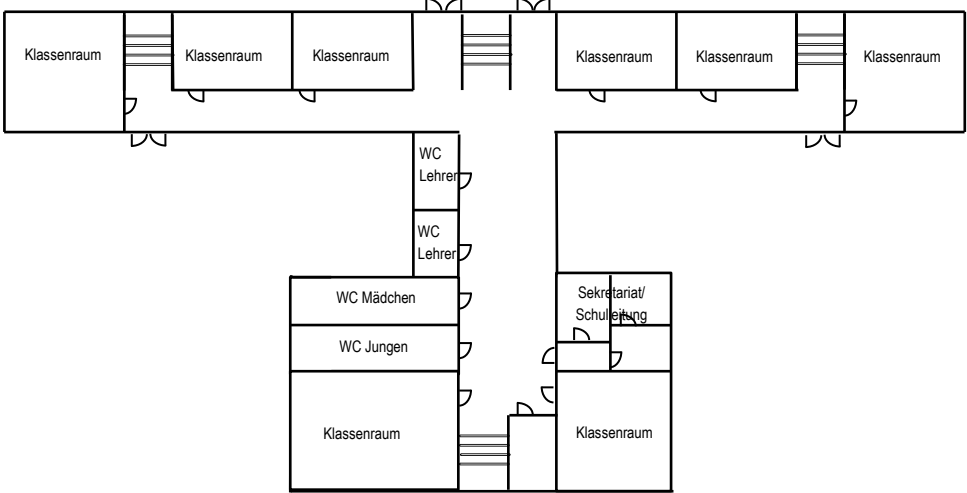 Klassenraum
Klassenraum
Klassenraum
Klassenraum
Klassenraum
Klassenraum
WC
Lehrer
WC
Lehrer
WC Mädchen
Sekretariat/
Schulleitung
WC Jungen
Klassenraum
Klassenraum